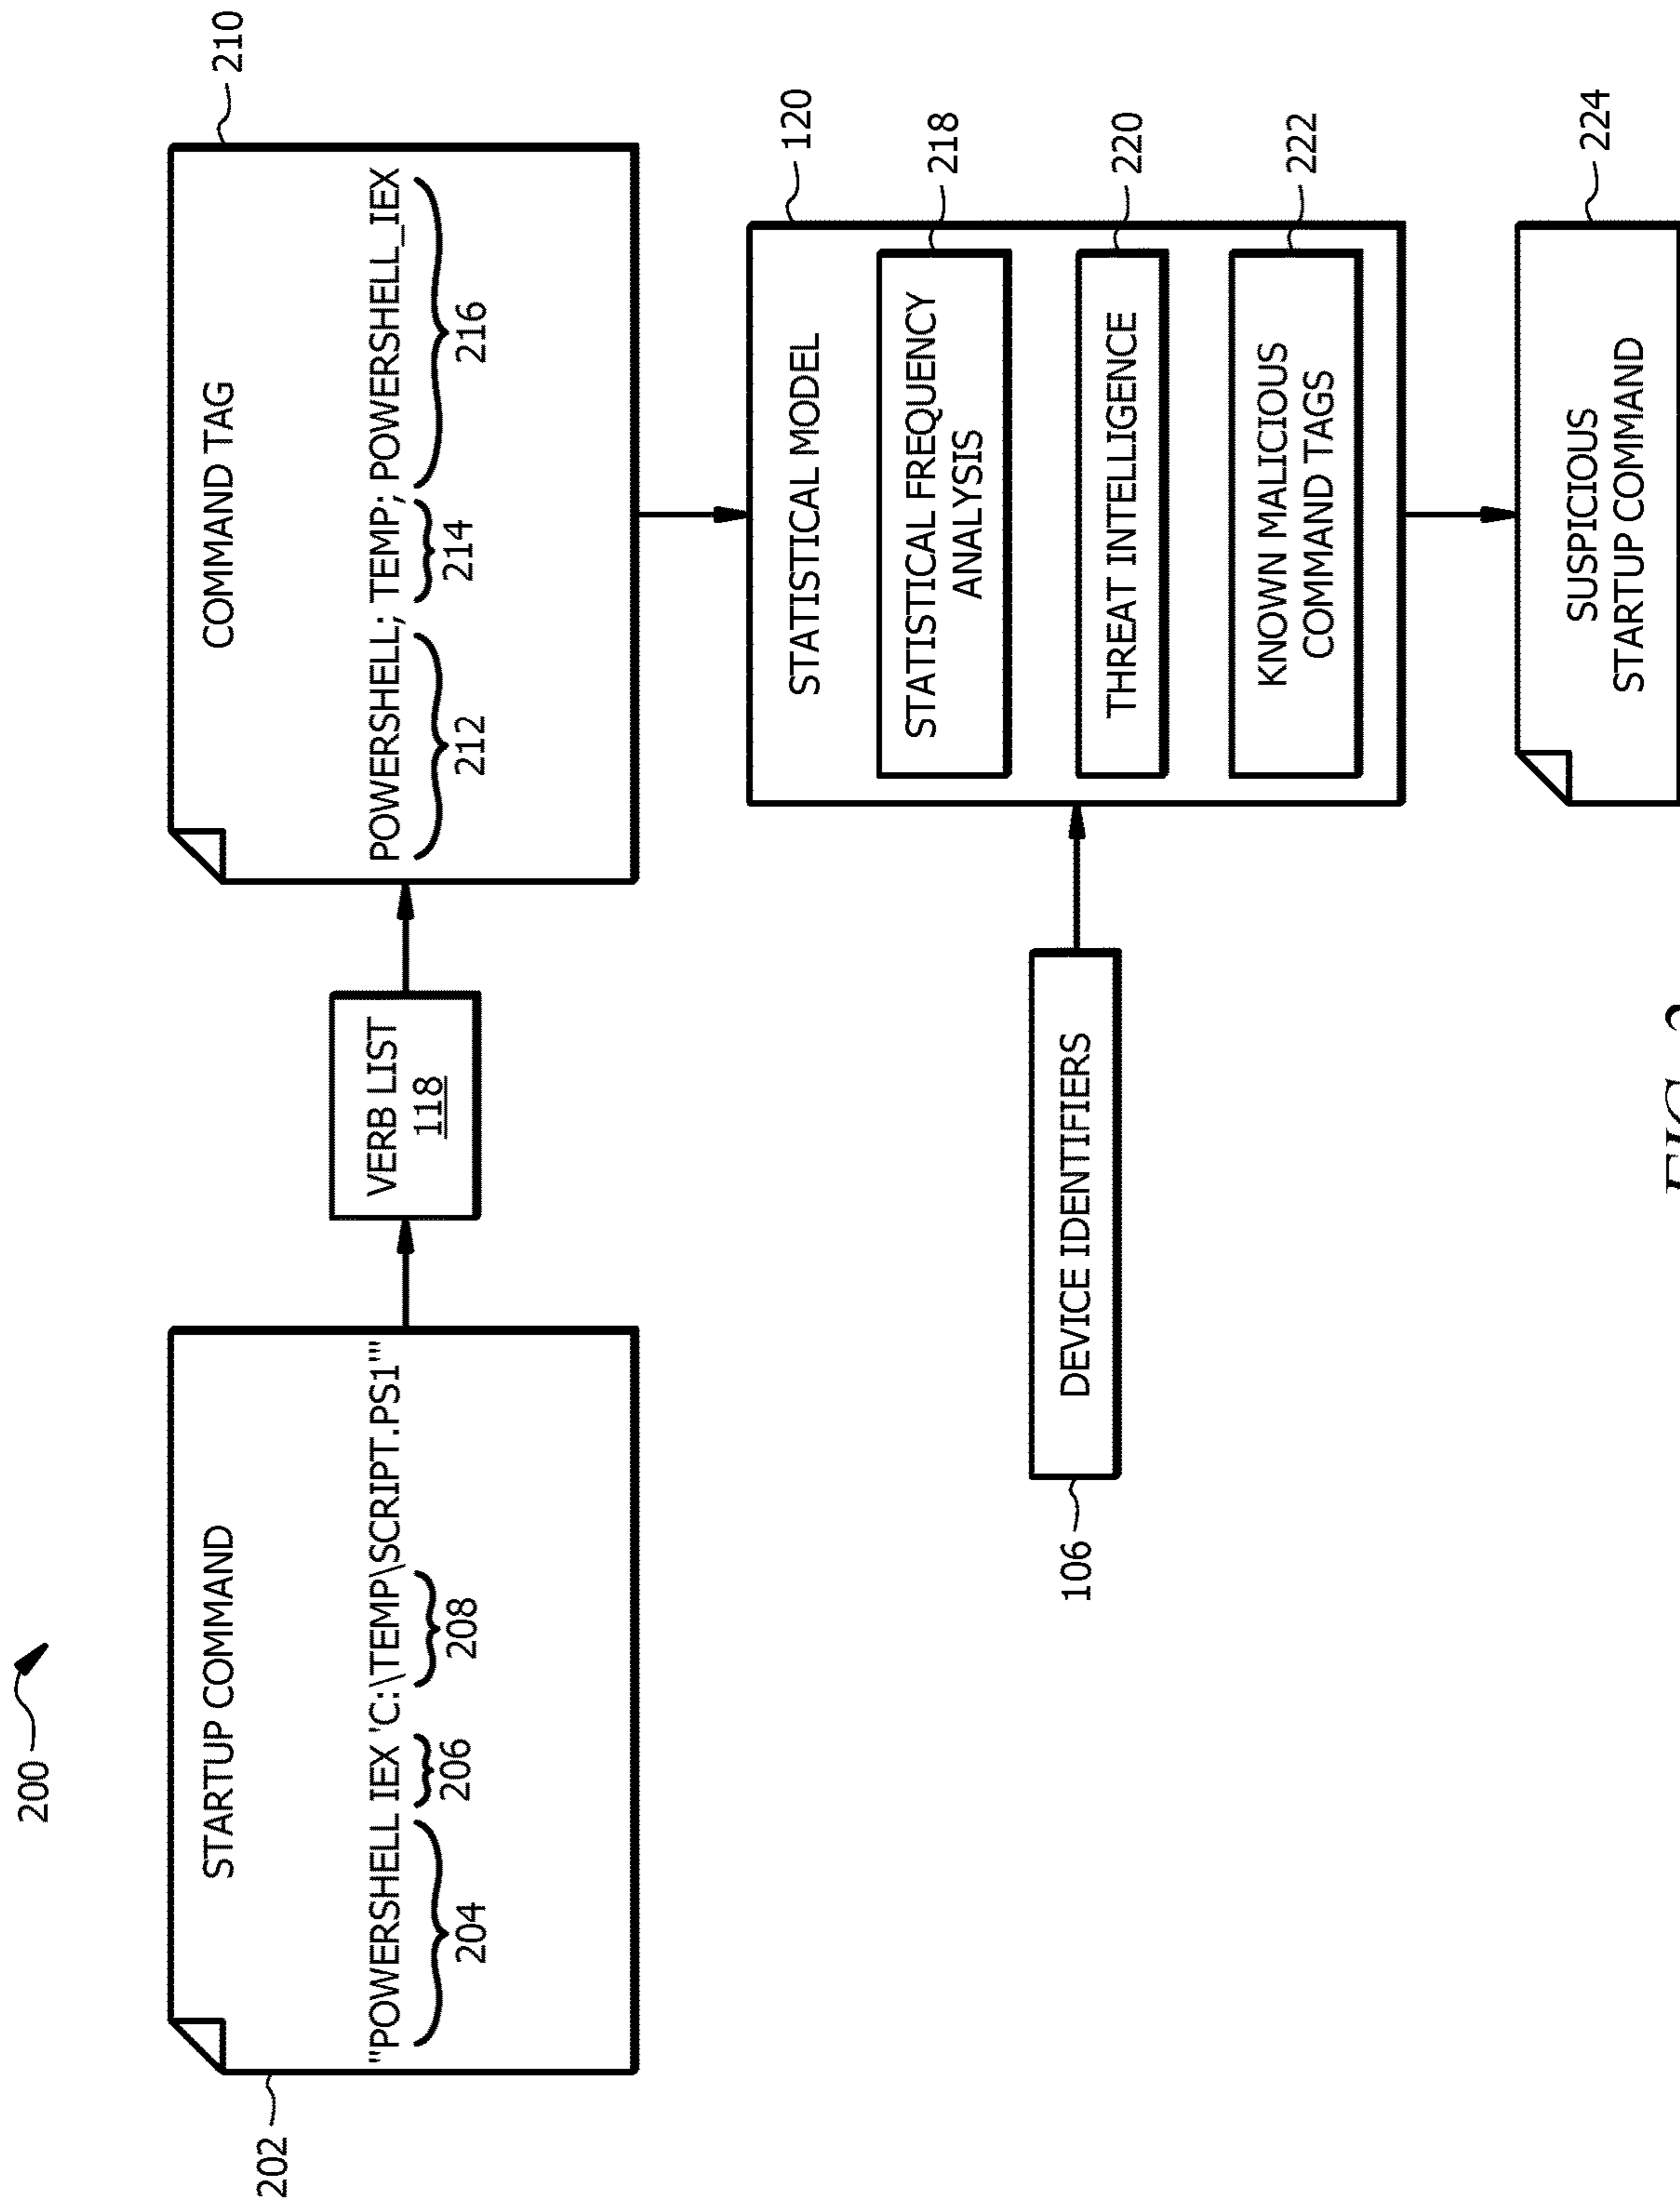 200
202
STARTUP COMMAND
"POWERSHELL IEX 'C:\TEMP\SCRIPT.PS1'"
204
206
208
VERB LIST
118
210
COMMAND TAG
POWERSHELL; TEMP; POWERSHELL_IEX
212
214
216
106
DEVICE IDENTIFIERS
120
STATISTICAL MODEL
218
STATISTICAL FREQUENCY
ANALYSIS
220
THREAT INTELLIGENCE
222
KNOWN MALICIOUS
COMMAND TAGS
224
SUSPICIOUS
STARTUP COMMAND
FIG.